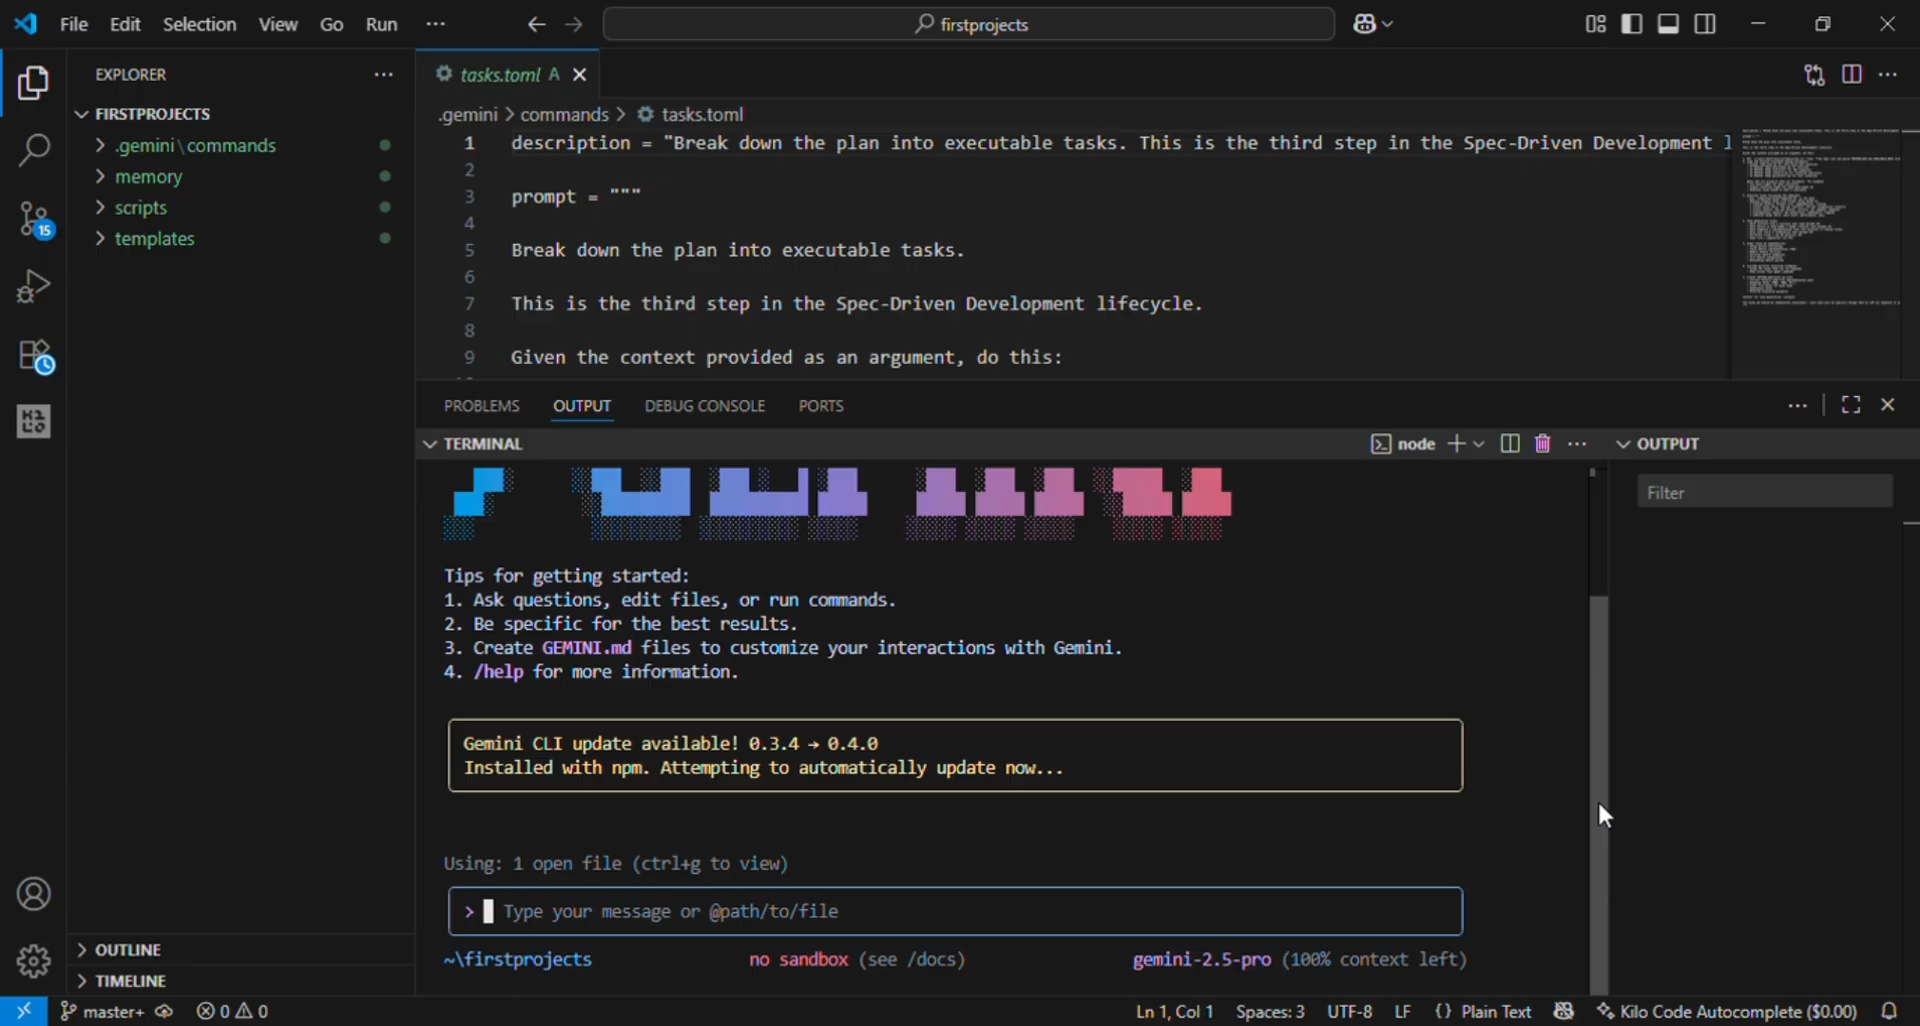 File Edit Selection View Go Run ··· firstprojects
EXPLORER ···
tasks.toml A
FIRSTPROJECTS
.gemini > commands > tasks.toml
.gemini\commands
memory
scripts
templates
1 description = "Break down the plan into executable tasks. This is the third step in the Spec-Driven Development l
2
3 prompt = """
4
5 Break down the plan into executable tasks.
6
7 This is the third step in the Spec-Driven Development lifecycle.
8
9 Given the context provided as an argument, do this:
15
PROBLEMS OUTPUT DEBUG CONSOLE PORTS
TERMINAL node OUTPUT
Filter
Tips for getting started:
1. Ask questions, edit files, or run commands.
2. Be specific for the best results.
3. Create GEMINI.md files to customize your interactions with Gemini.
4. /help for more information.
Gemini CLI update available! 0.3.4 → 0.4.0
Installed with npm. Attempting to automatically update now...
Using: 1 open file (ctrl+g to view)
> Type your message or @path/to/file
~\firstprojects no sandbox (see /docs) gemini-2.5-pro (100% context left)
OUTLINE
TIMELINE
master+ 0 0 Ln 1, Col 1 Spaces: 3 UTF-8 LF {} Plain Text Kilo Code Autocomplete ($0.00)